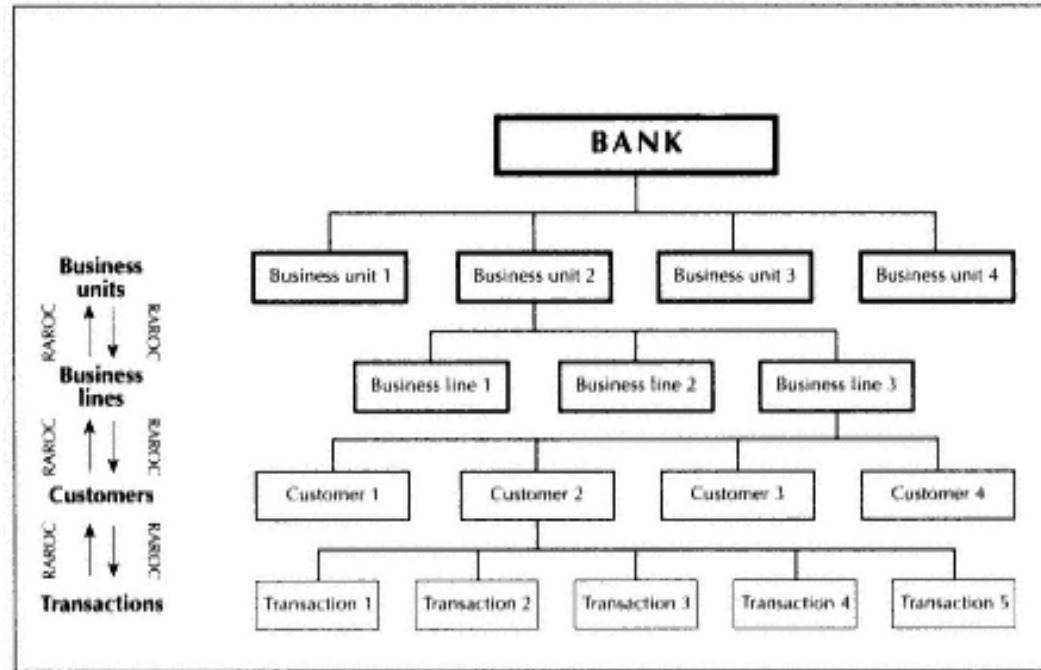 BANK
Business unit 1
Business unit 2
Business unit 3
Business unit 4
Business
units
RAROC
RAROC
Business line 1
Business line 2
Business line 3
Business
lines
RAROC
RAROC
Customer 1
Customer 2
Customer 3
Customer 4
Customers
RAROC
RAROC
Transaction 1
Transaction 2
Transaction 3
Transaction 4
Transaction 5
Transactions